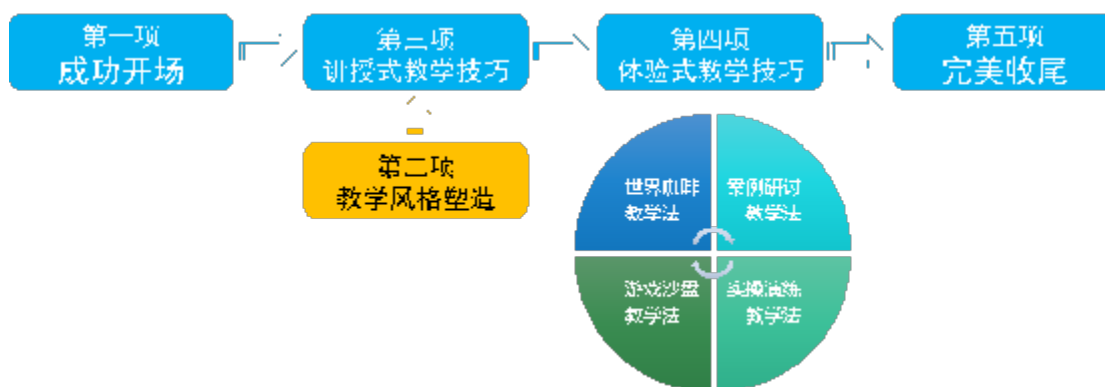 第一项
成功开场
第三项
讲授式教学技巧
第四项
体验式教学技巧
第五项
完美收尾
第二项
教学风格塑造
世界咖啡
教学法
案例研讨
教学法
游戏沙盘
教学法
实操演练
教学法